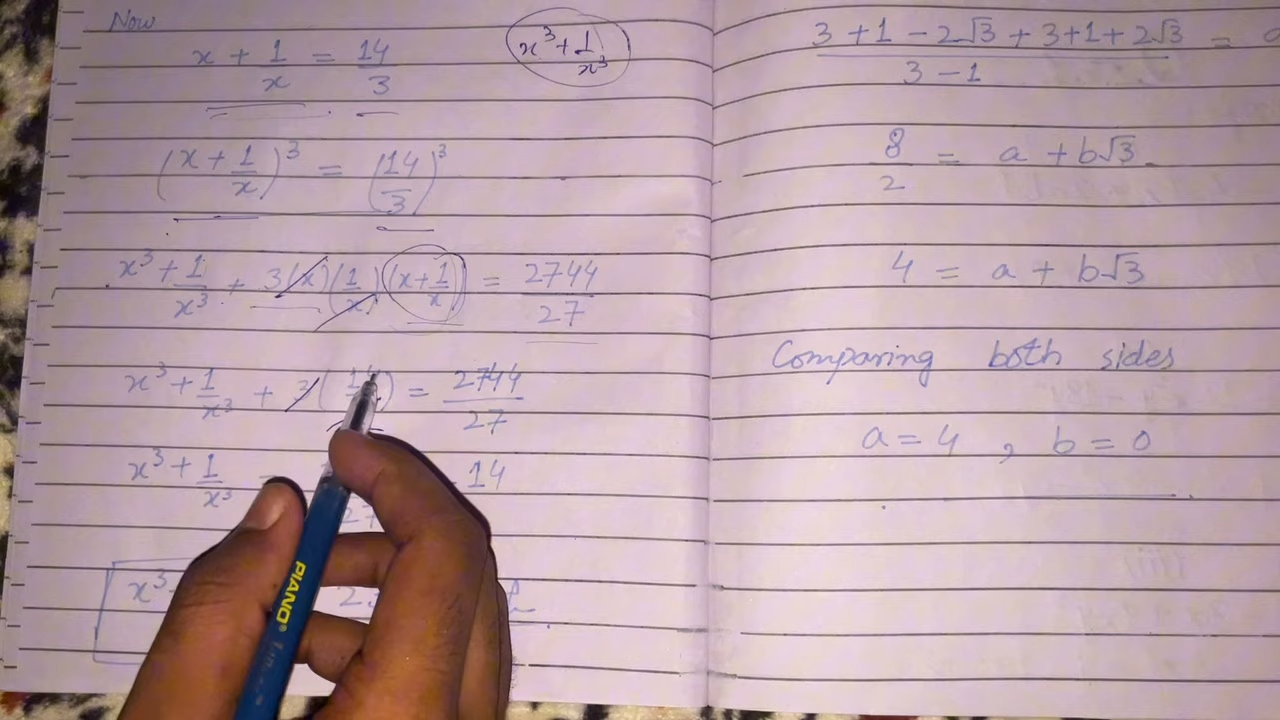 Now
x + 1/x = 14/3
x³ + 1/x³
(x + 1/x)³ = (14/3)³
x³ + 1/x³ + 3(x)(1/x)(x + 1/x) = 2744/27
x³ + 1/x³ + 3(14 ) = 2744/27
x³ + 1/x³ 27 14
x³
PIANO
3 + 1 - 2√3 + 3 + 1 + 2√3 / 3 - 1 =
8/2 = a + b√3
4 = a + b√3
Comparing both sides
a = 4 , b = 0